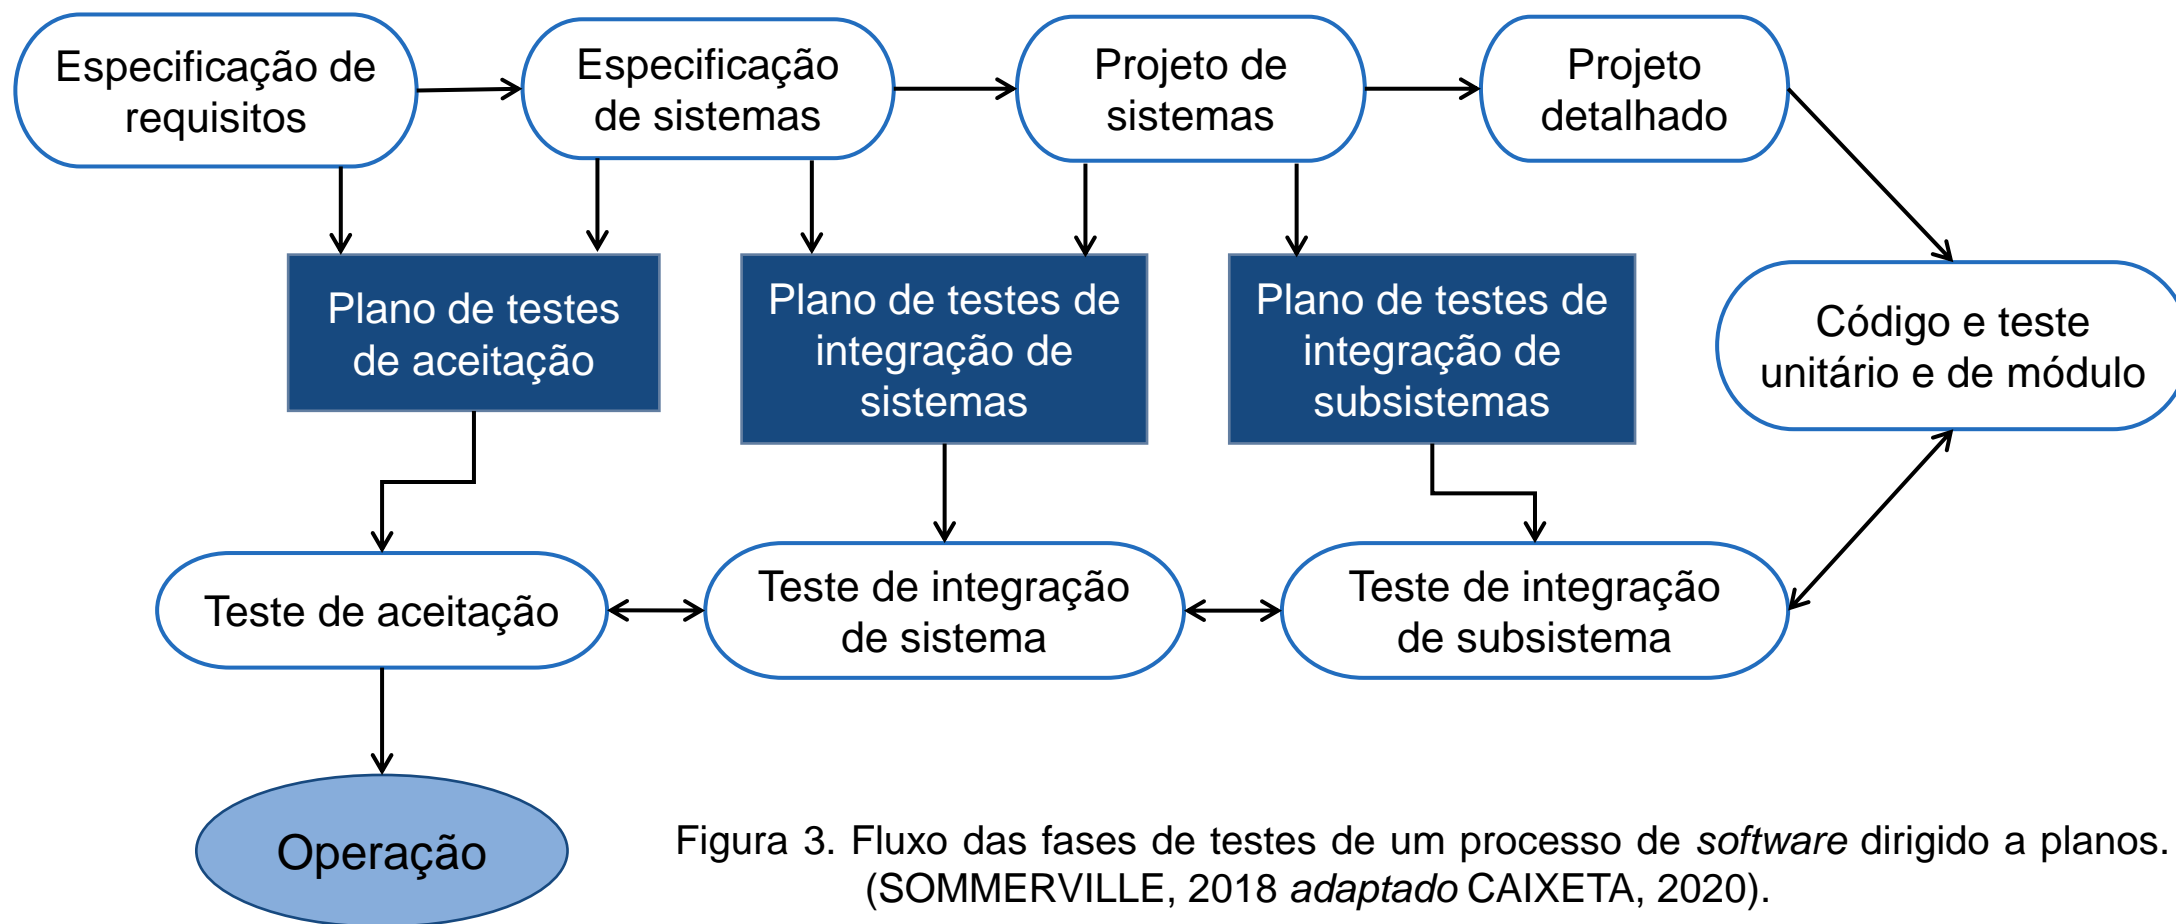 Especificação de
requisitos
Especificação
de sistemas
Projeto de
sistemas
Projeto
detalhado
Plano de testes
de aceitação
Plano de testes de
integração de
sistemas
Plano de testes de
integração de
subsistemas
Código e teste
unitário e de módulo
Teste de aceitação
Teste de integração
de sistema
Teste de integração
de subsistema
Operação
Figura 3. Fluxo das fases de testes de um processo de software dirigido a planos.
(SOMMERVILLE, 2018 adaptado CAIXETA, 2020).